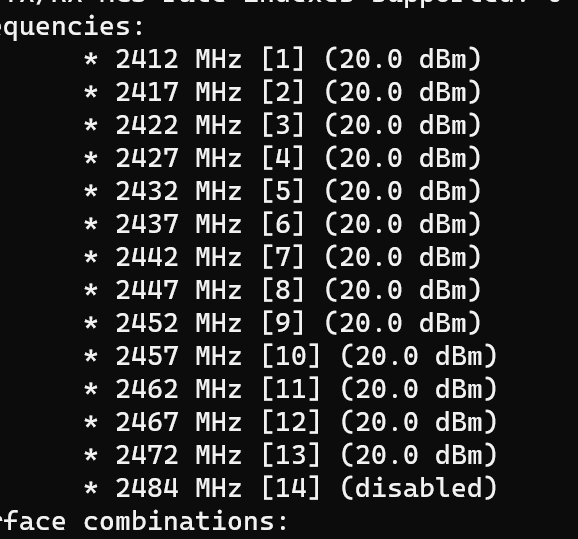 equencies:
* 2412 MHz [1] (20.0 dBm)
* 2417 MHz [2] (20.0 dBm)
* 2422 MHz [3] (20.0 dBm)
* 2427 MHz [4] (20.0 dBm)
* 2432 MHz [5] (20.0 dBm)
* 2437 MHz [6] (20.0 dBm)
* 2442 MHz [7] (20.0 dBm)
* 2447 MHz [8] (20.0 dBm)
* 2452 MHz [9] (20.0 dBm)
* 2457 MHz [10] (20.0 dBm)
* 2462 MHz [11] (20.0 dBm)
* 2467 MHz [12] (20.0 dBm)
* 2472 MHz [13] (20.0 dBm)
* 2484 MHz [14] (disabled)
rface combinations: